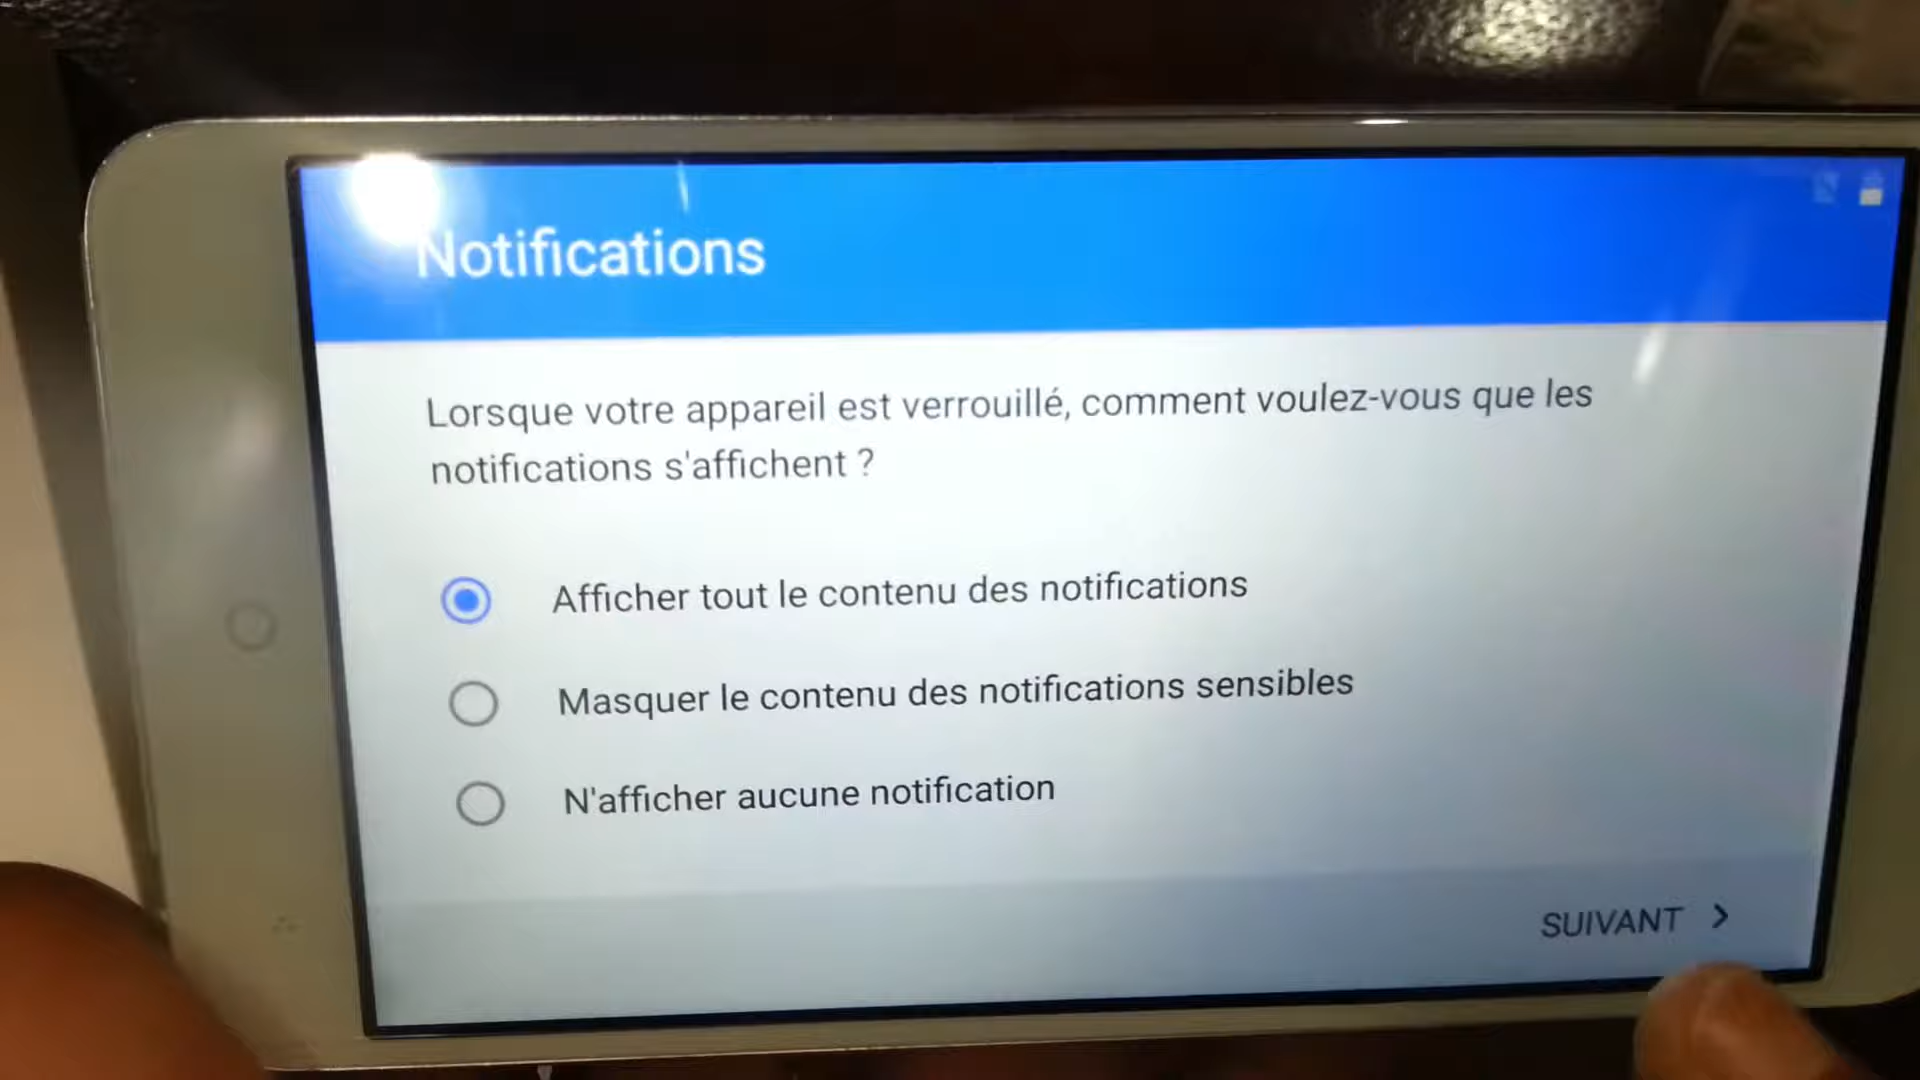 Notifications
Lorsque votre appareil est verrouillé, comment voulez-vous que les
notifications s'affichent ?
Afficher tout le contenu des notifications
Masquer le contenu des notifications sensibles
N'afficher aucune notification
SUIVANT